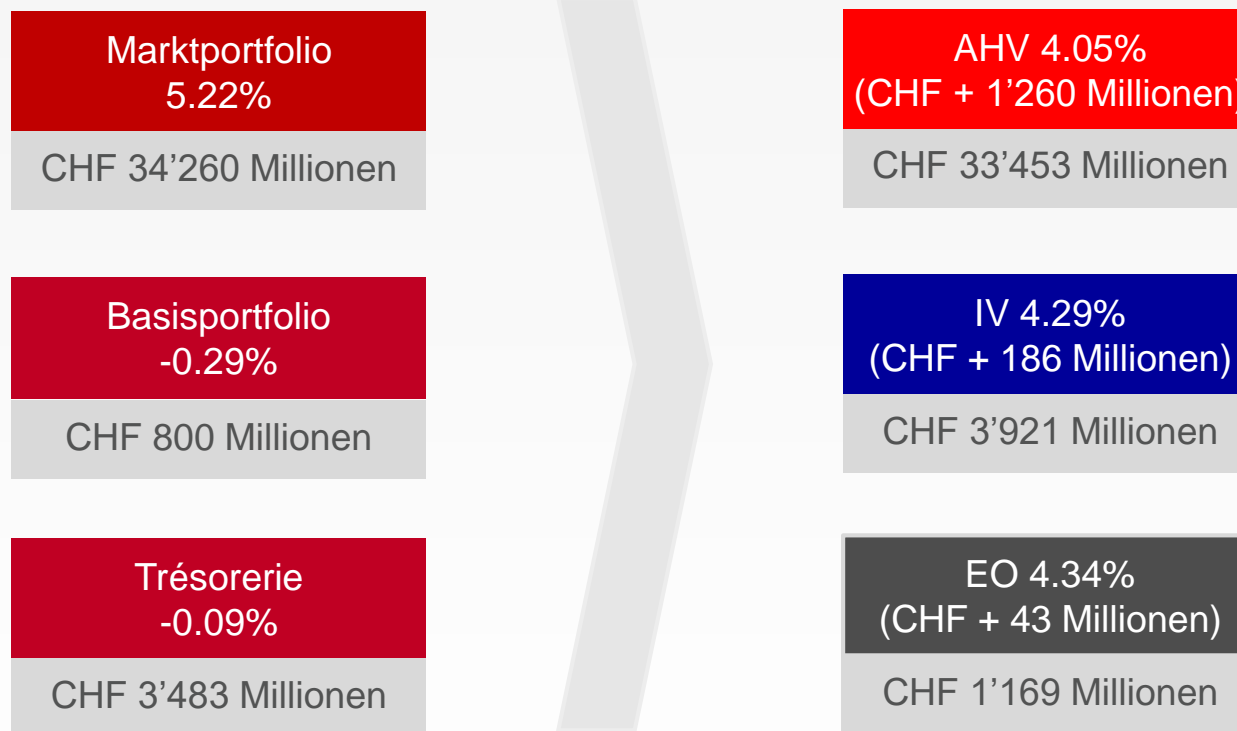 Marktportfolio
5.22%
CHF 34’260 Millionen
Basisportfolio
-0.29%
CHF 800 Millionen
Trésorerie
-0.09%
CHF 3’483 Millionen
AHV 4.05%
(CHF + 1’260 Millionen)
CHF 33’453 Millionen
IV 4.29%
(CHF + 186 Millionen)
CHF 3’921 Millionen
EO 4.34%
(CHF + 43 Millionen)
CHF 1’169 Millionen